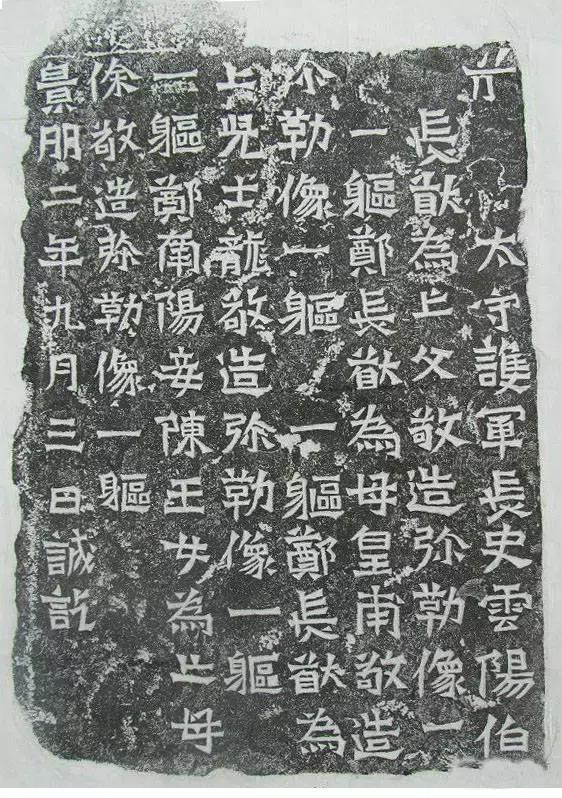 太守護軍長史雲陽伯
長猷為亡父敬造弥勒像一
一軀鄭長猷為母皇甫敬造
弥勒像一軀一軀鄭長猷為
亡兒士龍敬造弥勒像一軀
一軀鄭南陽妾陳玉女為亡母
徐敬造弥勒像一軀
景明二年九月三日誡訖